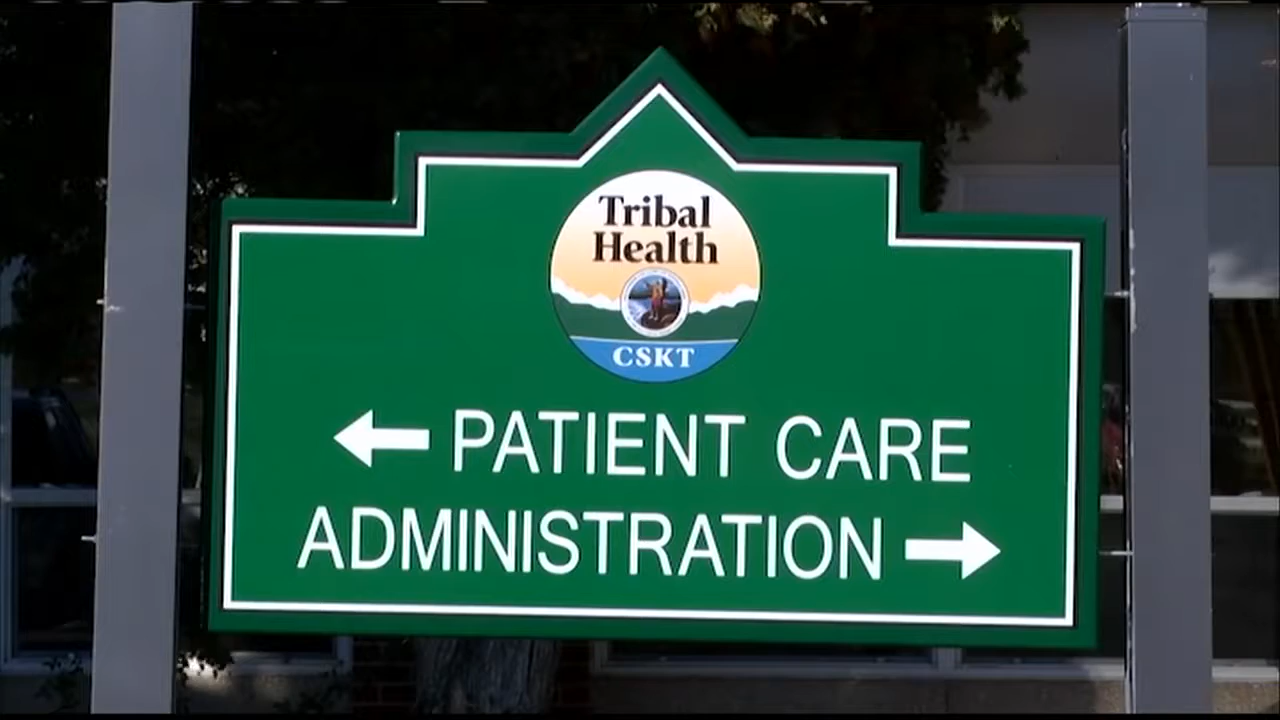 Tribal
Health
CSKT
← PATIENT CARE
ADMINISTRATION →